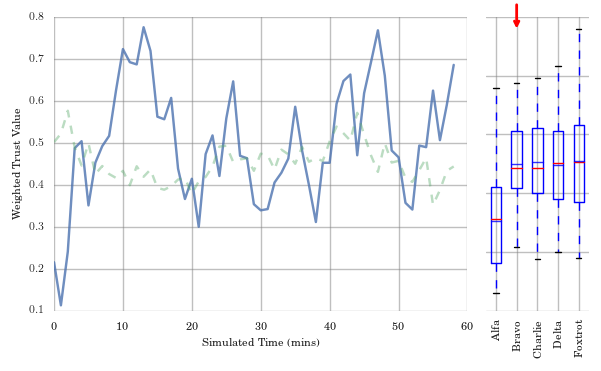 Weighted Trust Value
0.8
0.7
0.6
0.5
0.4
0.3
0.2
0.1
0 10 20 30 40 50 60
Simulated Time (mins)
Alfa
Bravo
Charlie
Delta
Foxtrot